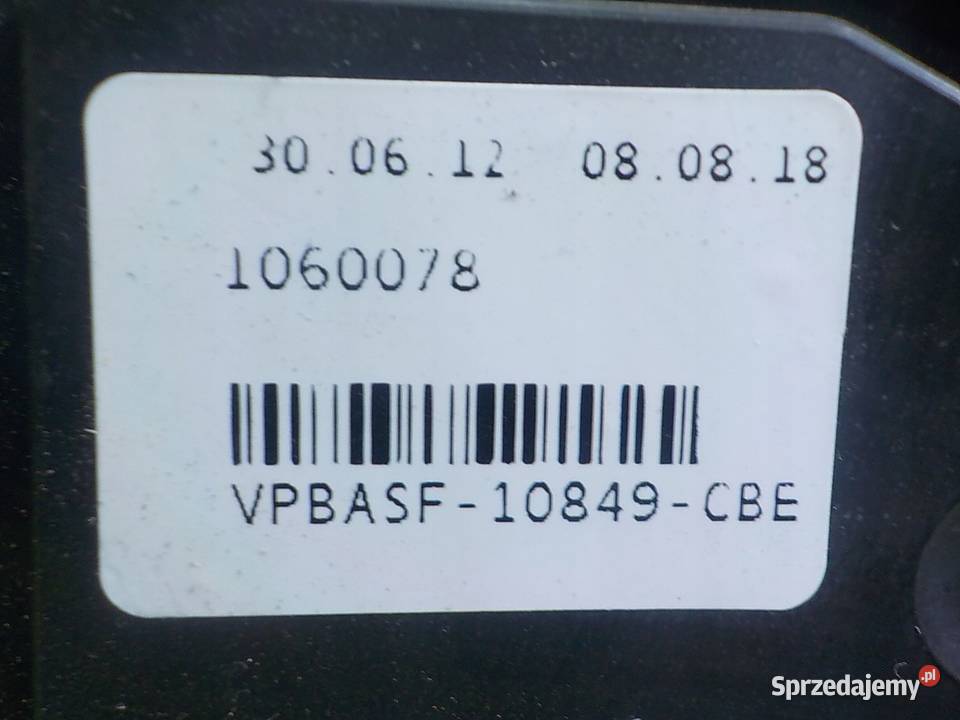 30.06.12 08.08.18
1060078
VPBASF-10849-CBE
Sprzedajemy.pl